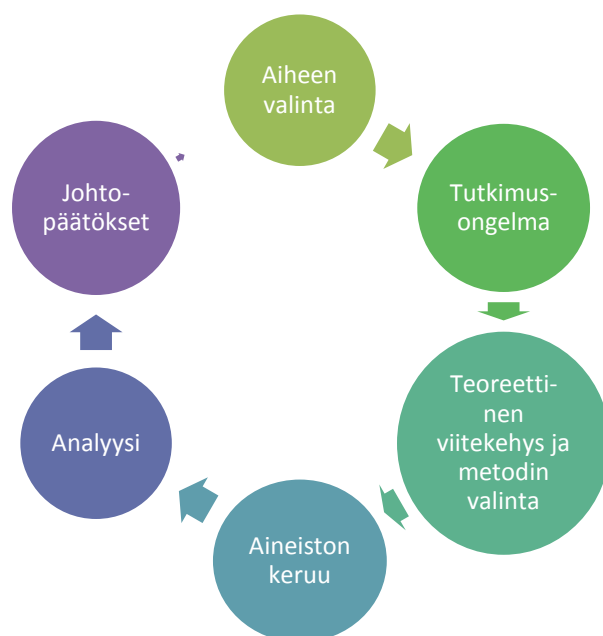 Aiheen
valinta
Tutkimus-
ongelma
Teoreetti-
nen
viitekehys ja
metodin
valinta
Aineiston
keruu
Analyysi
Johto-
päätökset